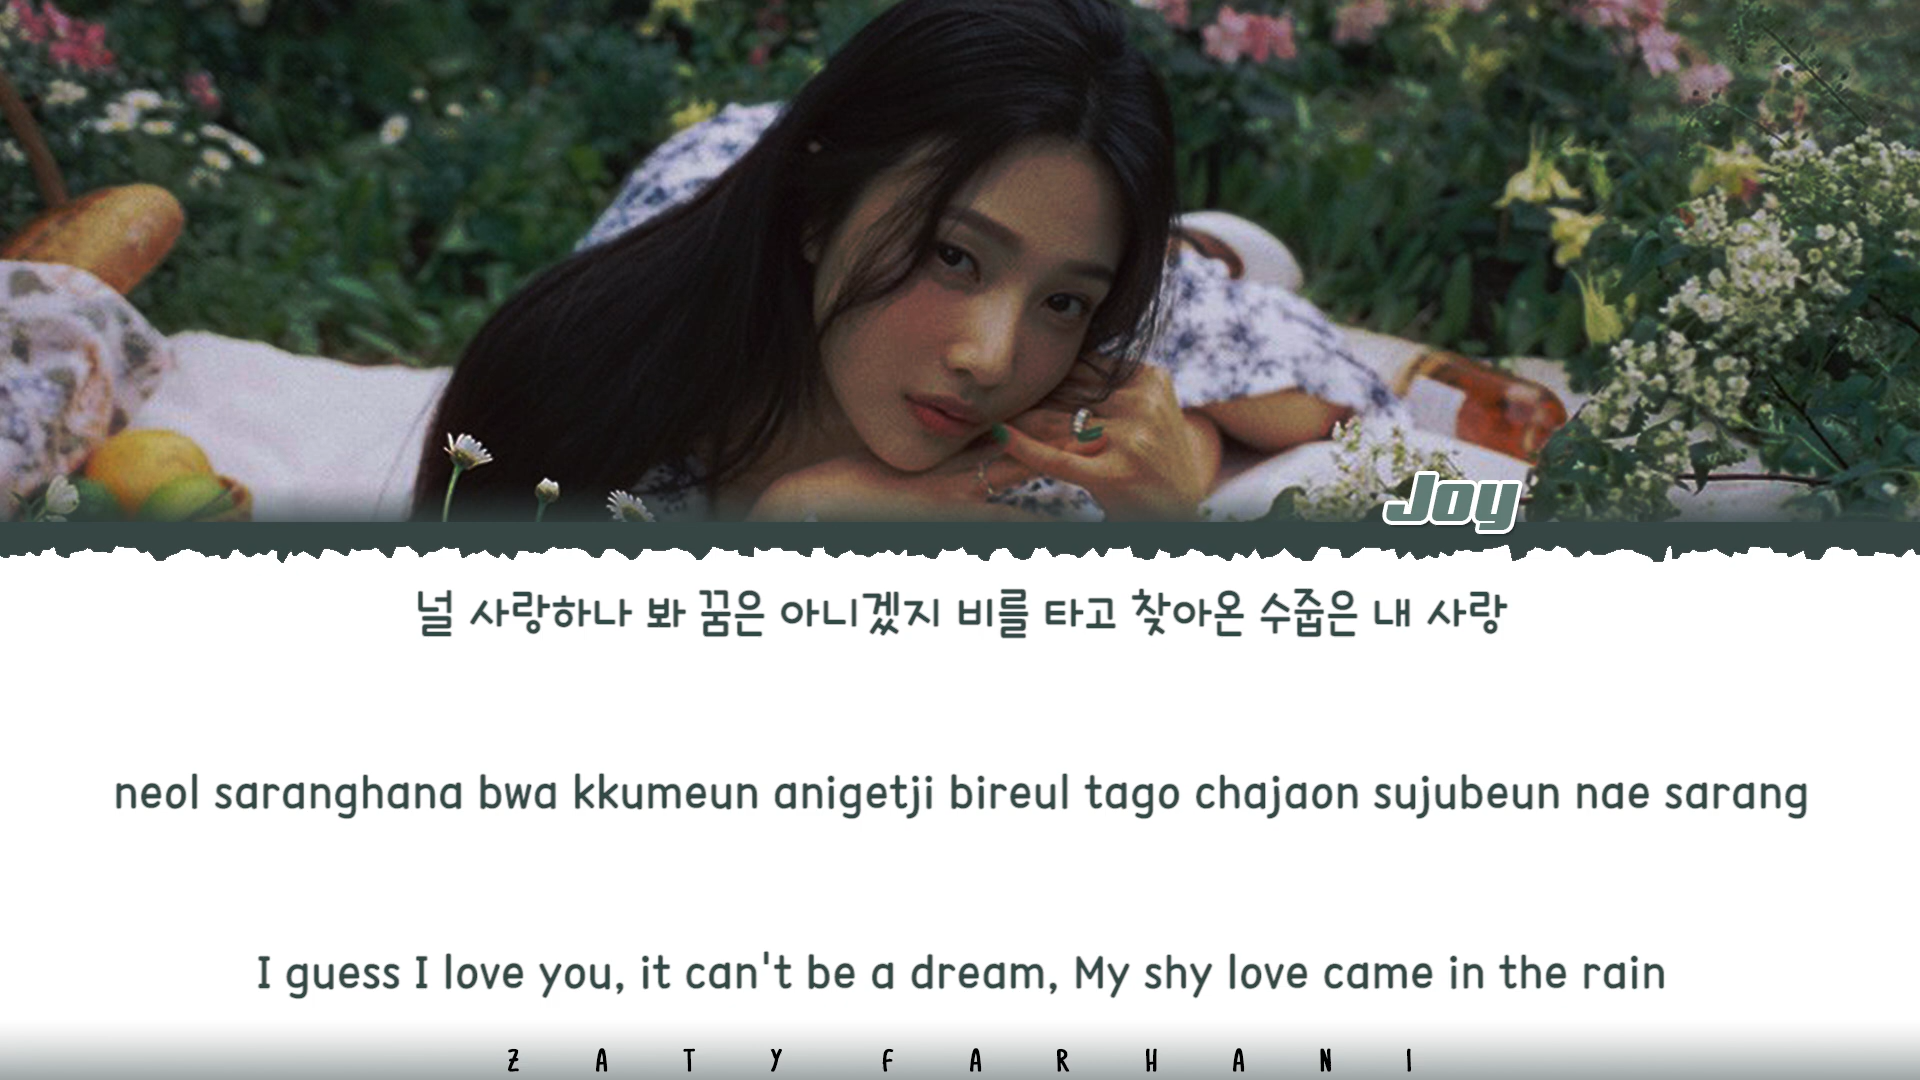 Joy
널 사랑하나 봐 꿈은 아니겠지 비를 타고 찾아온 수줍은 내 사랑
neol saranghana bwa kkumeun anigetji bireul tago chajaon sujubeun nae sarang
I guess I love you, it can't be a dream, My shy love came in the rain
ZATY FARHANI